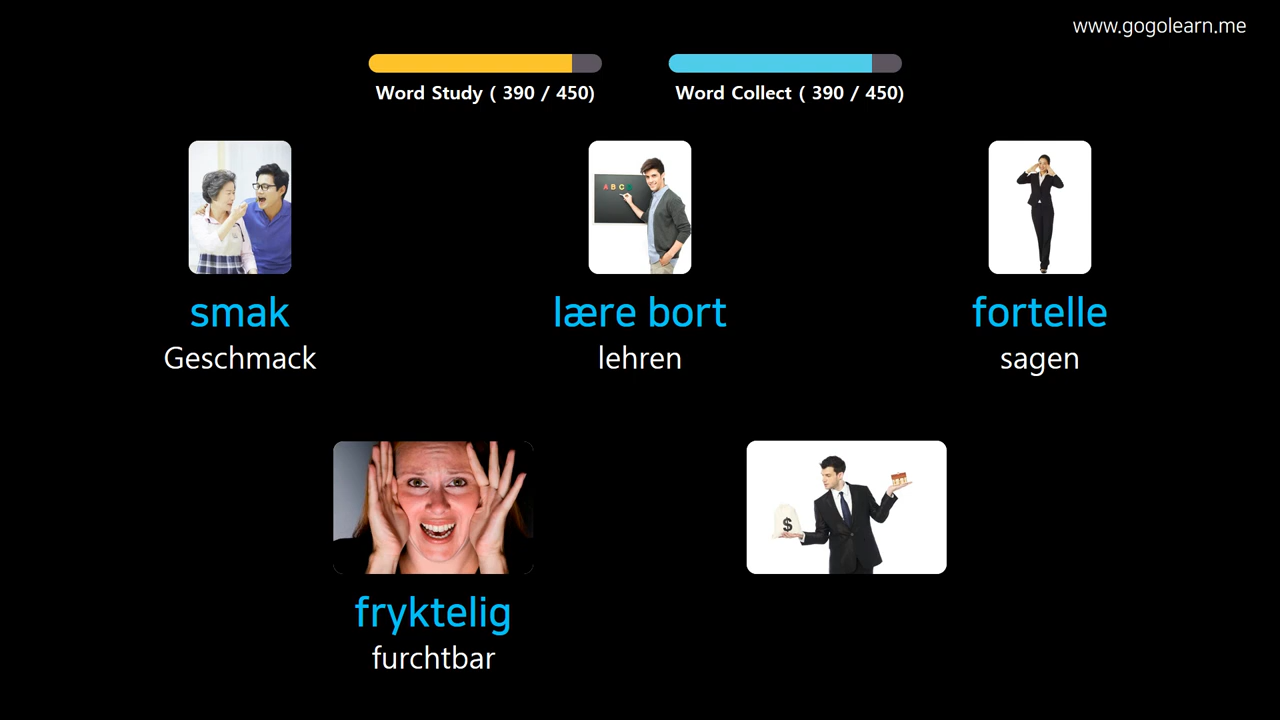 www.gogolearn.me
Word Study ( 390 / 450)
Word Collect ( 390 / 450)
A B C
smak
Geschmack
lære bort
lehren
fortelle
sagen
$
fryktelig
furchtbar